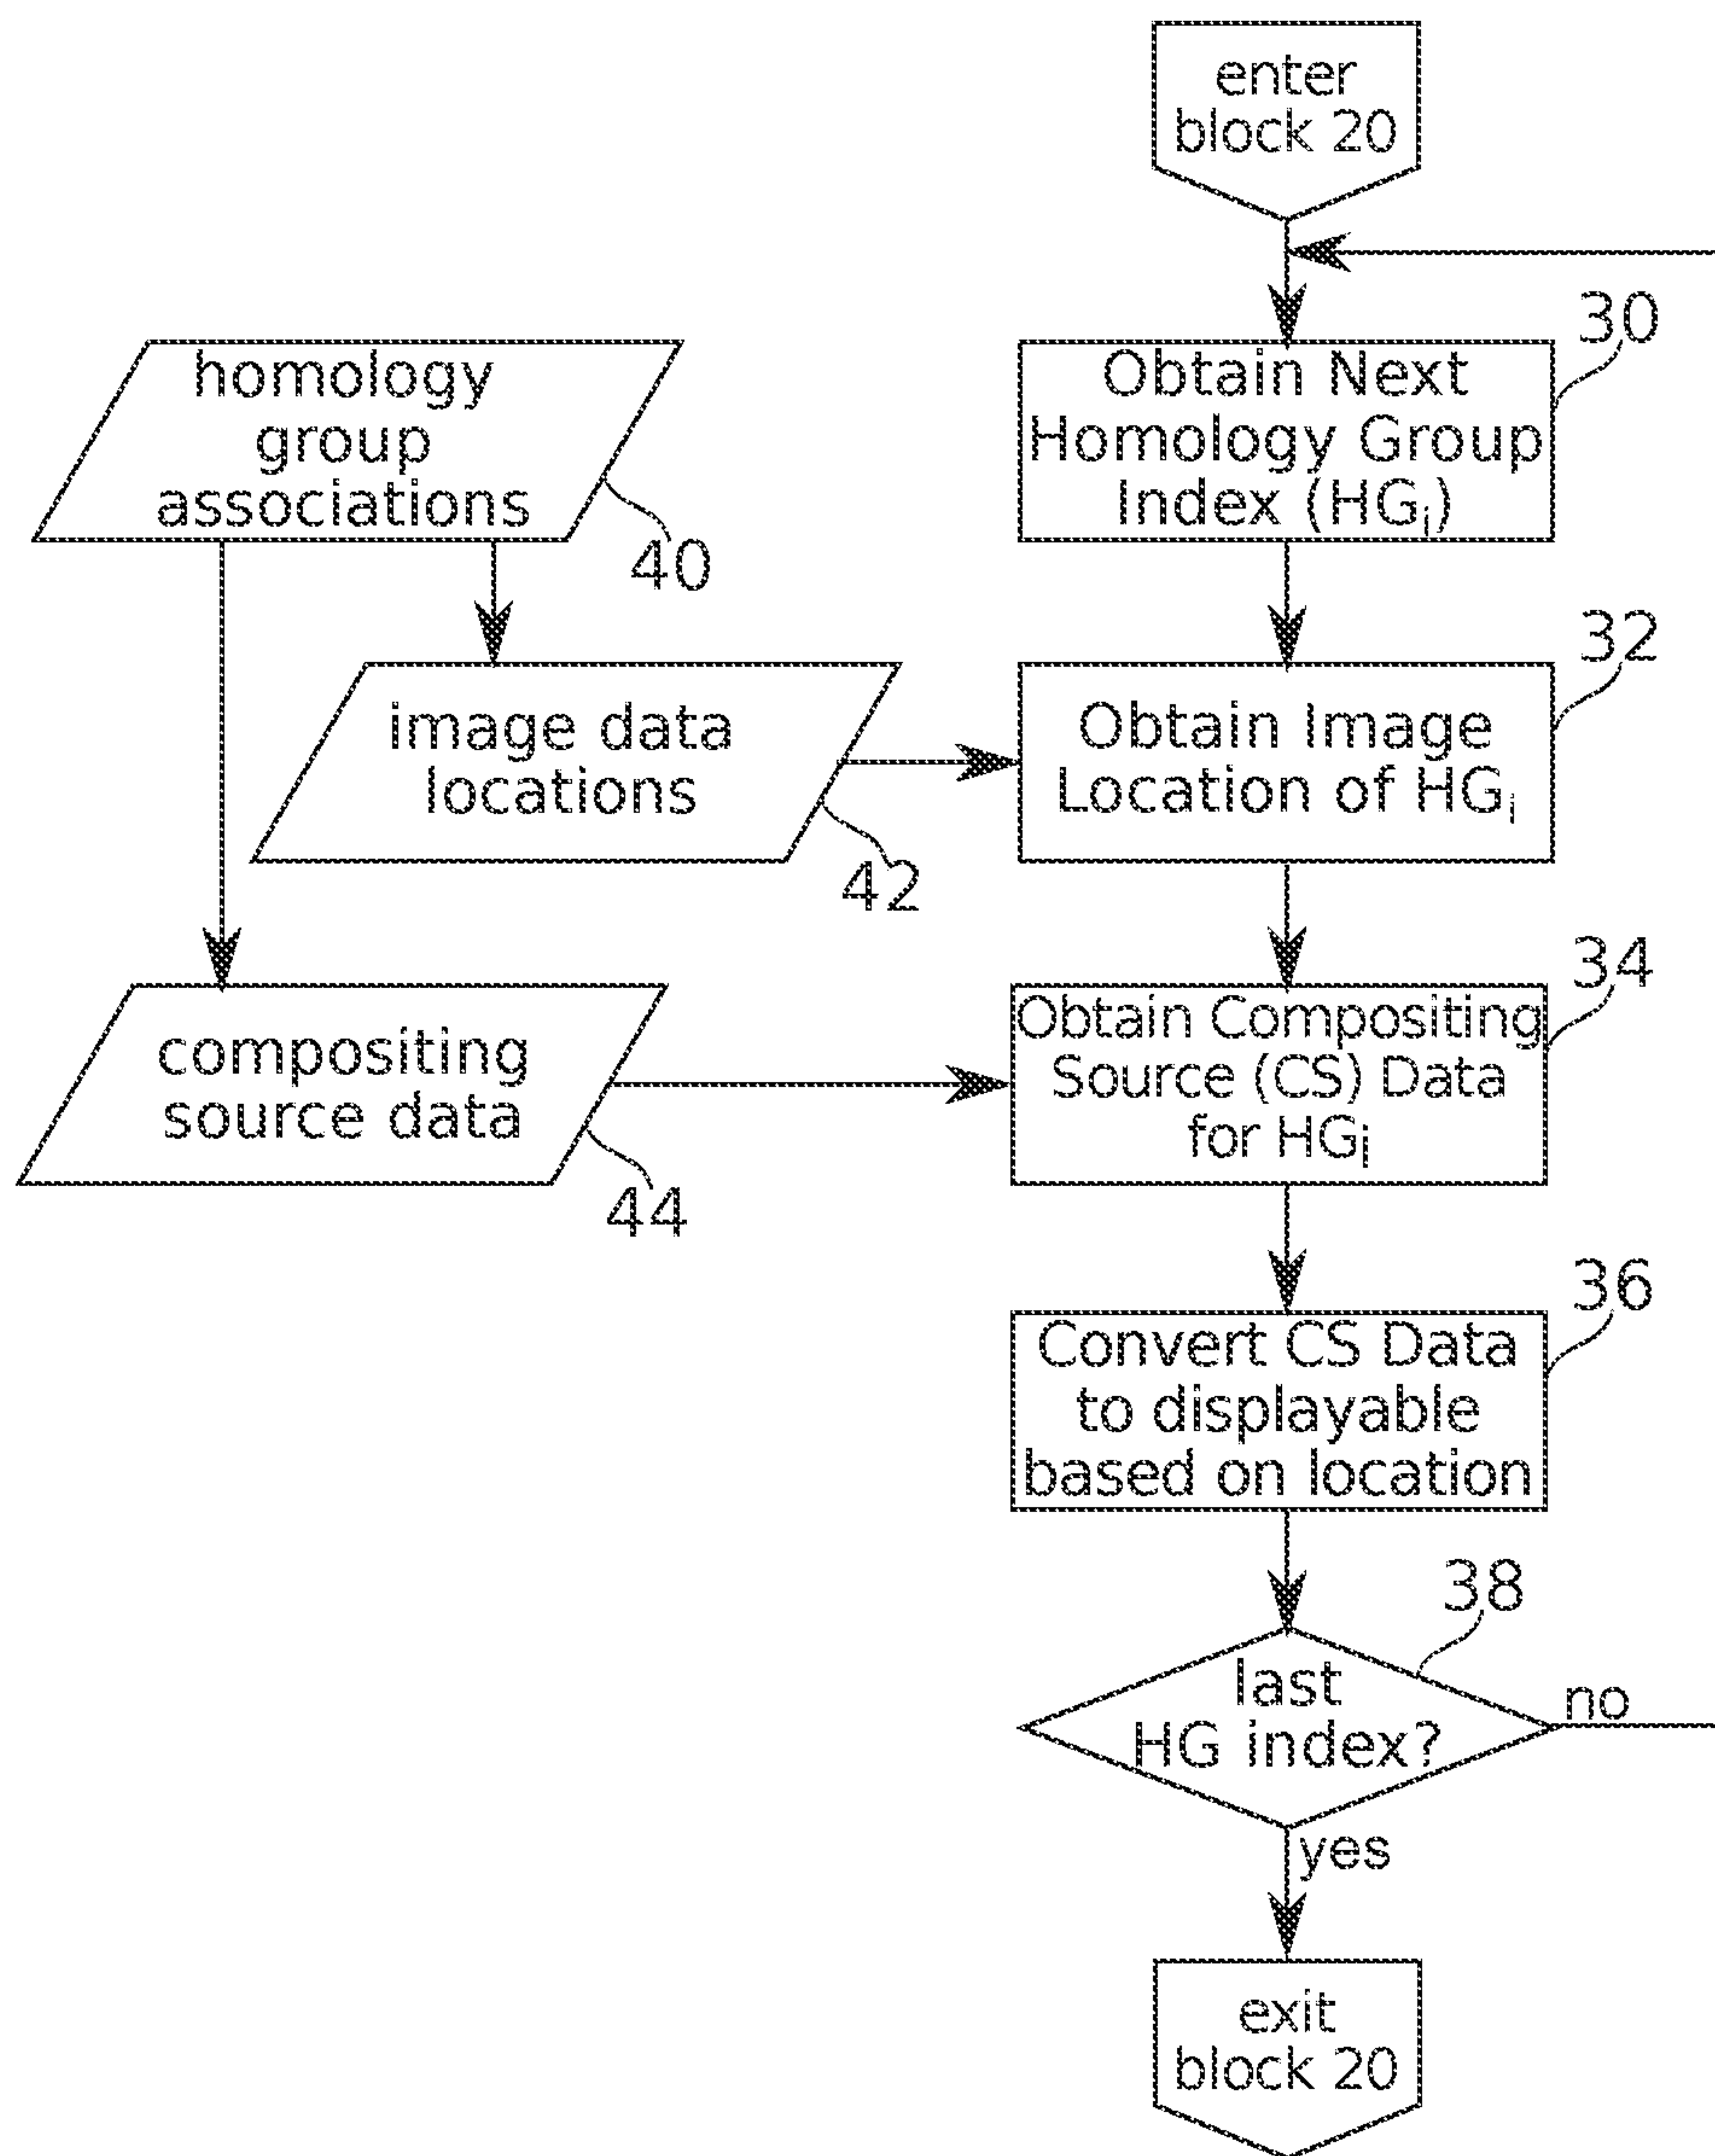 enter
block 20
30
homology
group
associations
40
Obtain Next
Homology Group
Index (HGi)
32
image data
locations
42
Obtain Image
Location of HGi
34
compositing
source data
44
Obtain Compositing
Source (CS) Data
for HGi
36
Convert CS Data
to displayable
based on location
38
last
HG index?
no
yes
exit
block 20